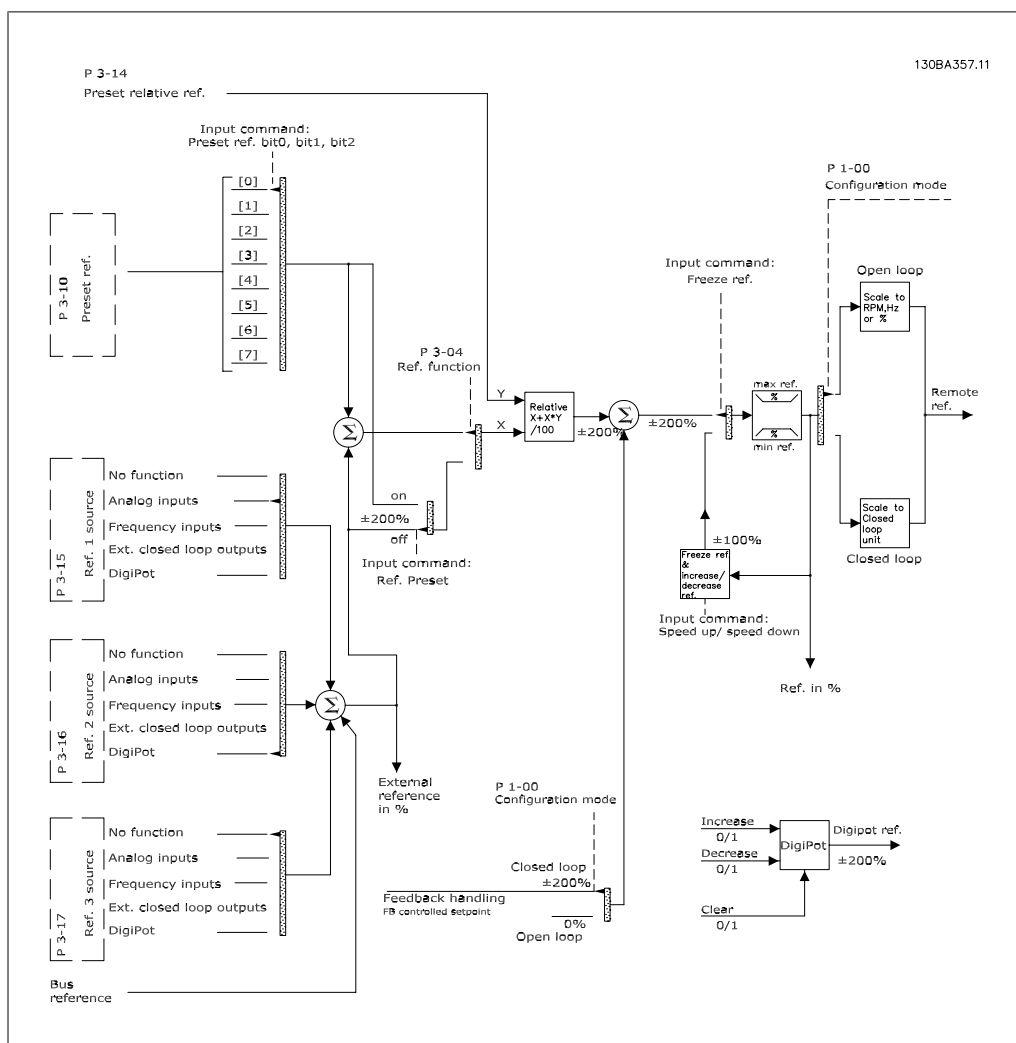 130BA357.11
P 3-14
Preset relative ref.
Input command:
Preset ref. bit0, bit1, bit2
P 3-10
Preset ref.
[0]
[1]
[2]
[3]
[4]
[5]
[6]
[7]
P 1-00
Configuration mode
Input command:
Freeze ref.
Open loop
Scale to
RPM,Hz
or %
P 3-04
Ref. function
Y
X
Relative
X+X*Y
/100
±200%
Σ
±200%
max ref.
%
%
min ref.
Remote
ref.
Σ
on
±200%
off
Input command:
Ref. Preset
P 3-15
Ref. 1 source
No function
Analog inputs
Frequency inputs
Ext. closed loop outputs
DigiPot
±100%
Freeze ref.
&
increase/
decrease
ref.
Input command:
Speed up/ speed down
Scale to
Closed
loop
unit
Closed loop
Ref. in %
P 3-16
Ref. 2 source
No function
Analog inputs
Frequency inputs
Ext. closed loop outputs
DigiPot
Σ
External
reference
in %
P 3-17
Ref. 3 source
No function
Analog inputs
Frequency inputs
Ext. closed loop outputs
DigiPot
Bus
reference
P 1-00
Configuration mode
Closed loop
±200%
Feedback handling
FB controlled setpoint
0%
Open loop
Increase
0/1
Decrease
0/1
Clear
0/1
DigiPot
Digipot ref.
±200%